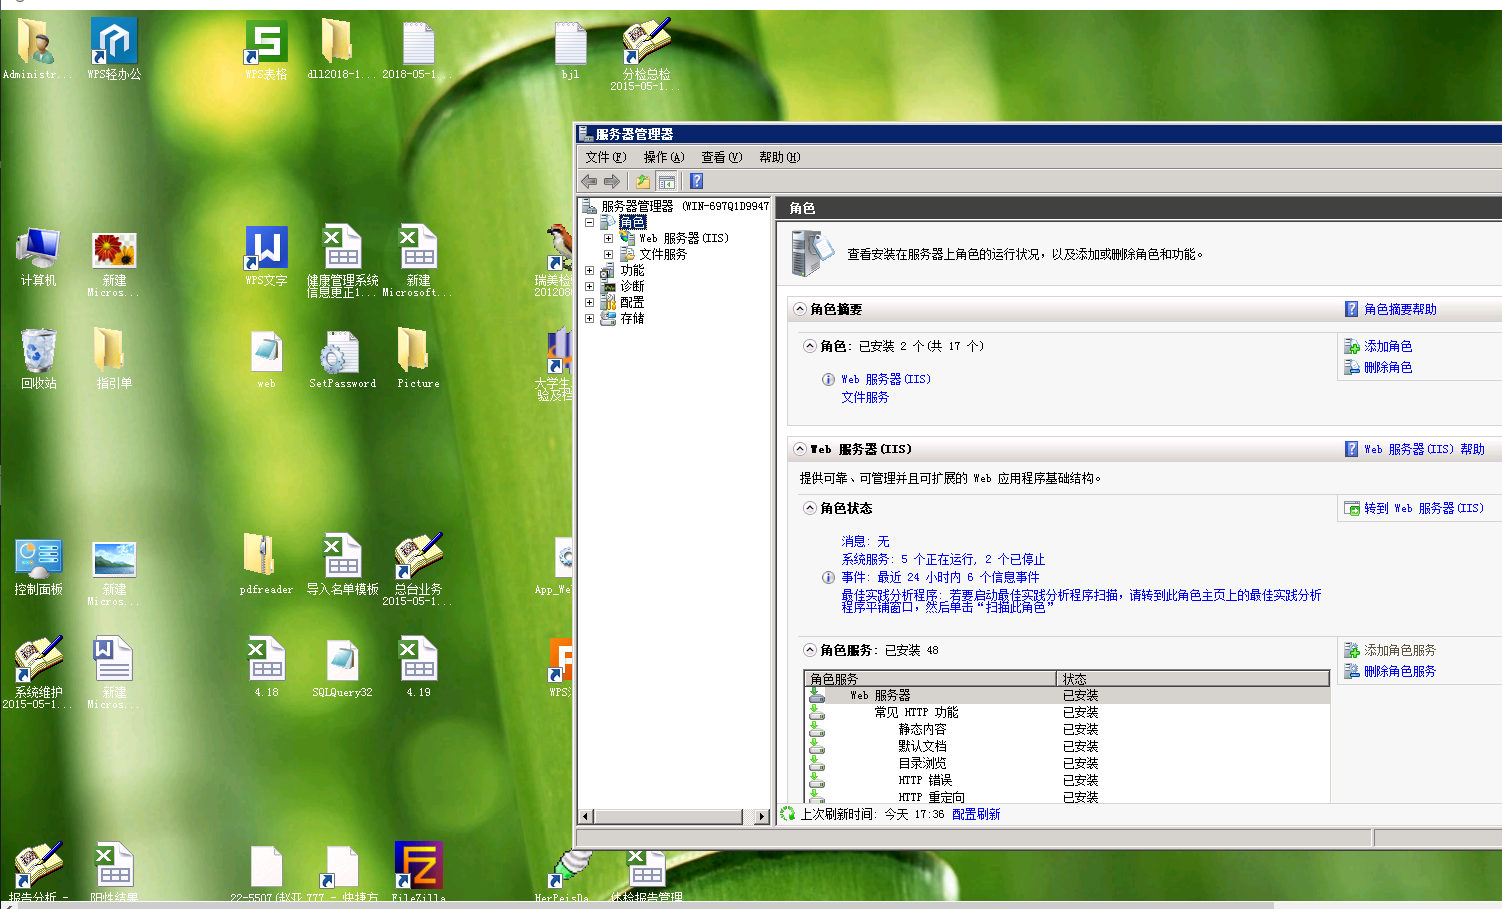 Administr...
WPS轻办公
WPS表格
dll2018-1...
2018-05-1...
bjl
分检总检
2015-05-1...
计算机
新建
Micros...
WPS文字
健康管理系统
信息更正1...
新建
Microsoft...
瑞美检
回收站
指引单
web
SetPassword
Picture
大学生
验及档
控制面板
新建
Micros...
pdfreader
导入名单模板
总台业务
2015-05-1...
App_We
系统维护
2015-05-1...
新建
Micros...
4.18
SQLQuery32
4.19
报告分析 -
阳性结果
777 - 快捷方
FileZilla
HerPeisDa
体检报告管理
服务器管理器
文件(F) 操作(A) 查看(V) 帮助(H)
服务器管理器 (WIN-697Q1D9947
角色
Web 服务器(IIS)
文件服务
功能
诊断
配置
存储
角色
查看安装在服务器上角色的运行状况，以及添加或删除角色和功能。
角色摘要
角色摘要帮助
角色: 已安装 2 个(共 17 个)
添加角色
删除角色
Web 服务器(IIS)
文件服务
Web 服务器(IIS)
Web 服务器(IIS) 帮助
提供可靠、可管理并且可扩展的 Web 应用程序基础结构。
角色状态
转到 Web 服务器(IIS)
消息: 无
系统服务: 5 个正在运行, 2 个已停止
事件: 最近 24 小时内 6 个信息事件
最佳实践分析程序: 若要启动最佳实践分析程序扫描，请转到此角色主页上的最佳实践分析
程序平铺窗口，然后单击“扫描此角色”
角色服务: 已安装 48
添加角色服务
删除角色服务
角色服务 状态
Web 服务器 已安装
常见 HTTP 功能 已安装
静态内容 已安装
默认文档 已安装
目录浏览 已安装
HTTP 错误 已安装
HTTP 重定向 已安装
上次刷新时间: 今天 17:36 配置刷新